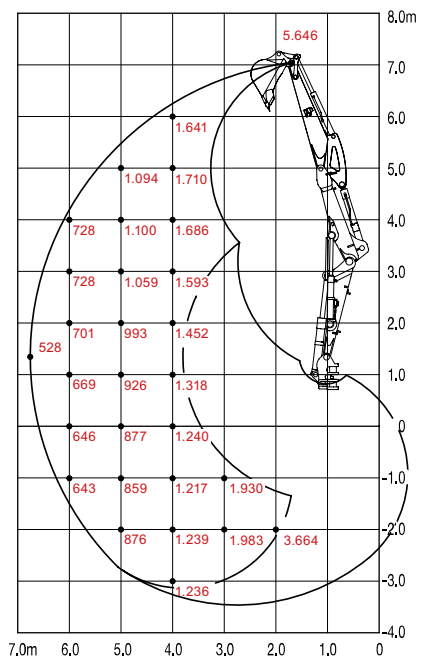 5.646 8.0m
7.0
1.641 6.0
1.094 1.710 5.0
728 1.100 1.686 4.0
728 1.059 1.593 3.0
701 993 1.452 2.0
528
669 926 1.318 1.0
646 877 1.240 0
643 859 1.217 1.930 -1.0
876 1.239 1.983 3.664 -2.0
1.236 -3.0
-4.0
7.0m 6.0 5.0 4.0 3.0 2.0 1.0 0